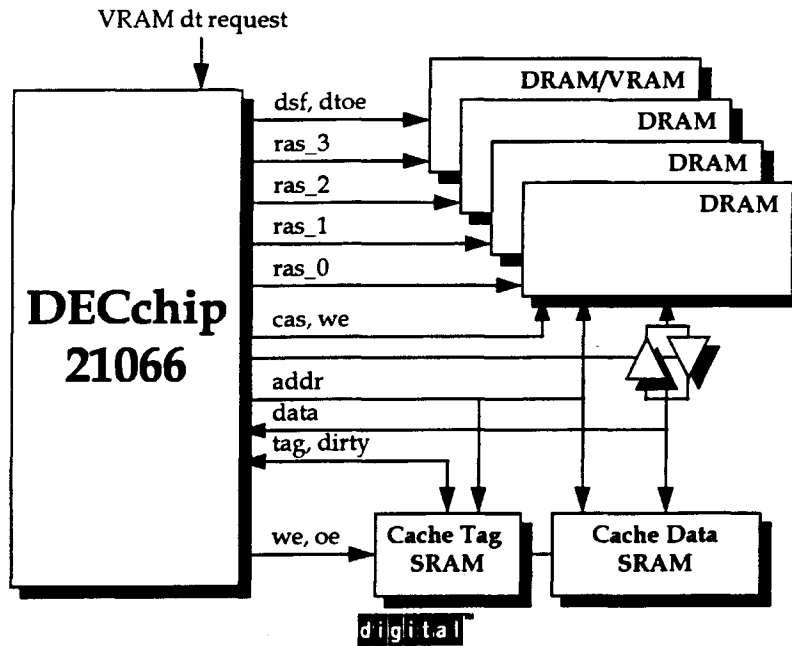 VRAM dt request
DRAM/VRAM
DRAM
DRAM
DRAM
dsf, dtoe
ras_3
ras_2
ras_1
ras_0
DECchip
21066
cas, we
addr
data
tag, dirty
we, oe
Cache Tag
SRAM
Cache Data
SRAM
digital™